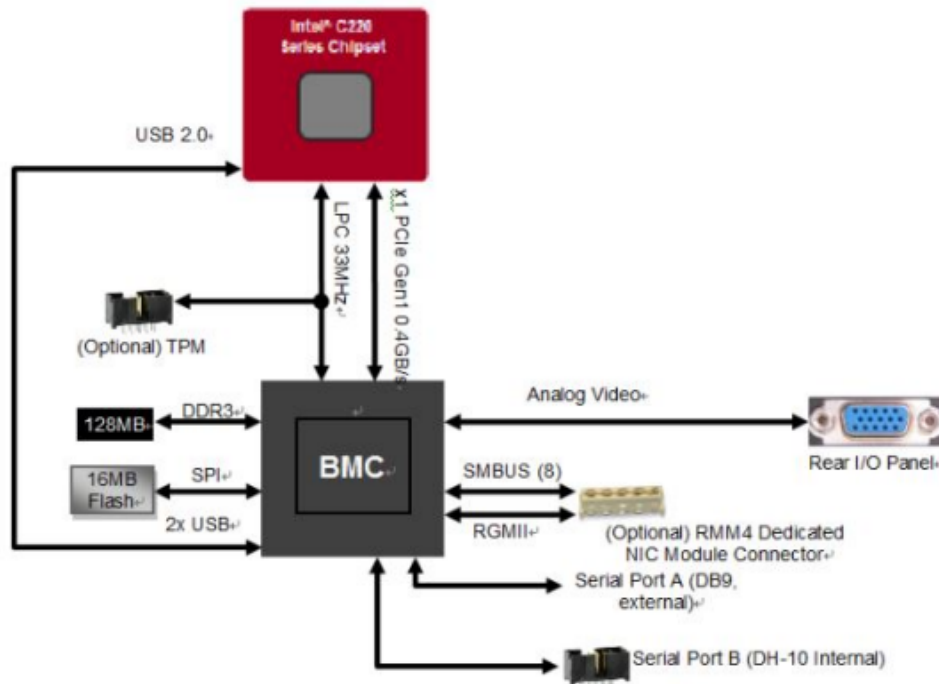 Intel® C220
Series Chipset
USB 2.0
LPC 33MHz
X1 PCIe Gen1 0.4GB/s
(Optional) TPM
128MB
DDR3
BMC
Analog Video
Rear I/O Panel
16MB
Flash
SPI
2x USB
SMBUS (8)
RGMII
(Optional) RMM4 Dedicated
NIC Module Connector
Serial Port A (DB9,
external)
Serial Port B (DH-10 Internal)